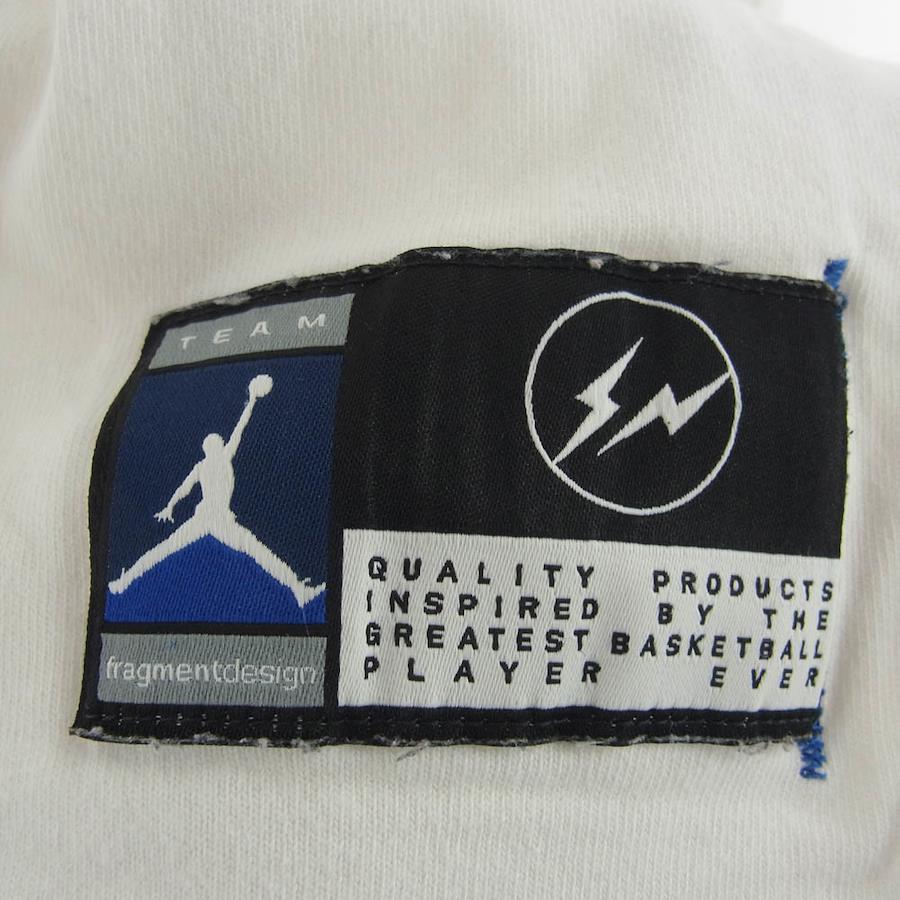 TEAM
fragmentdesign
QUALITY PRODUCTS
INSPIRED BY THE
GREATEST BASKETBALL
PLAYER EVER